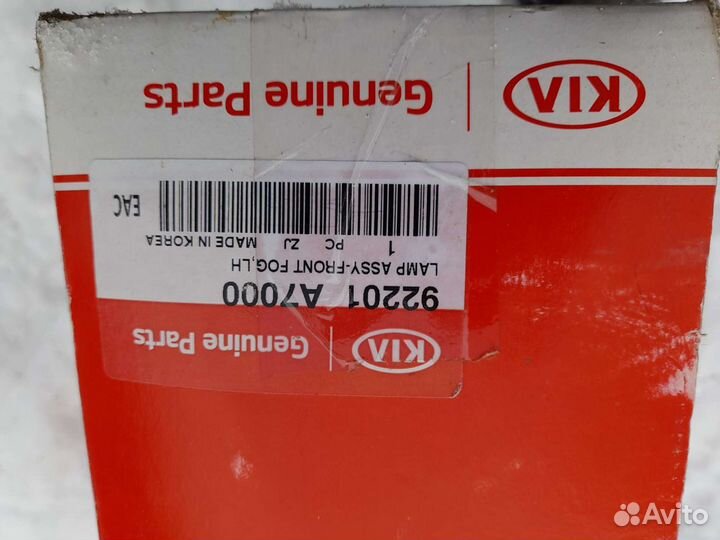 KIA Genuine Parts
KIA Genuine Parts
92201 A7000
LAMP ASSY-FRONT FOG,LH
1 PC ZJ MADE IN KOREA
EAC
Avito